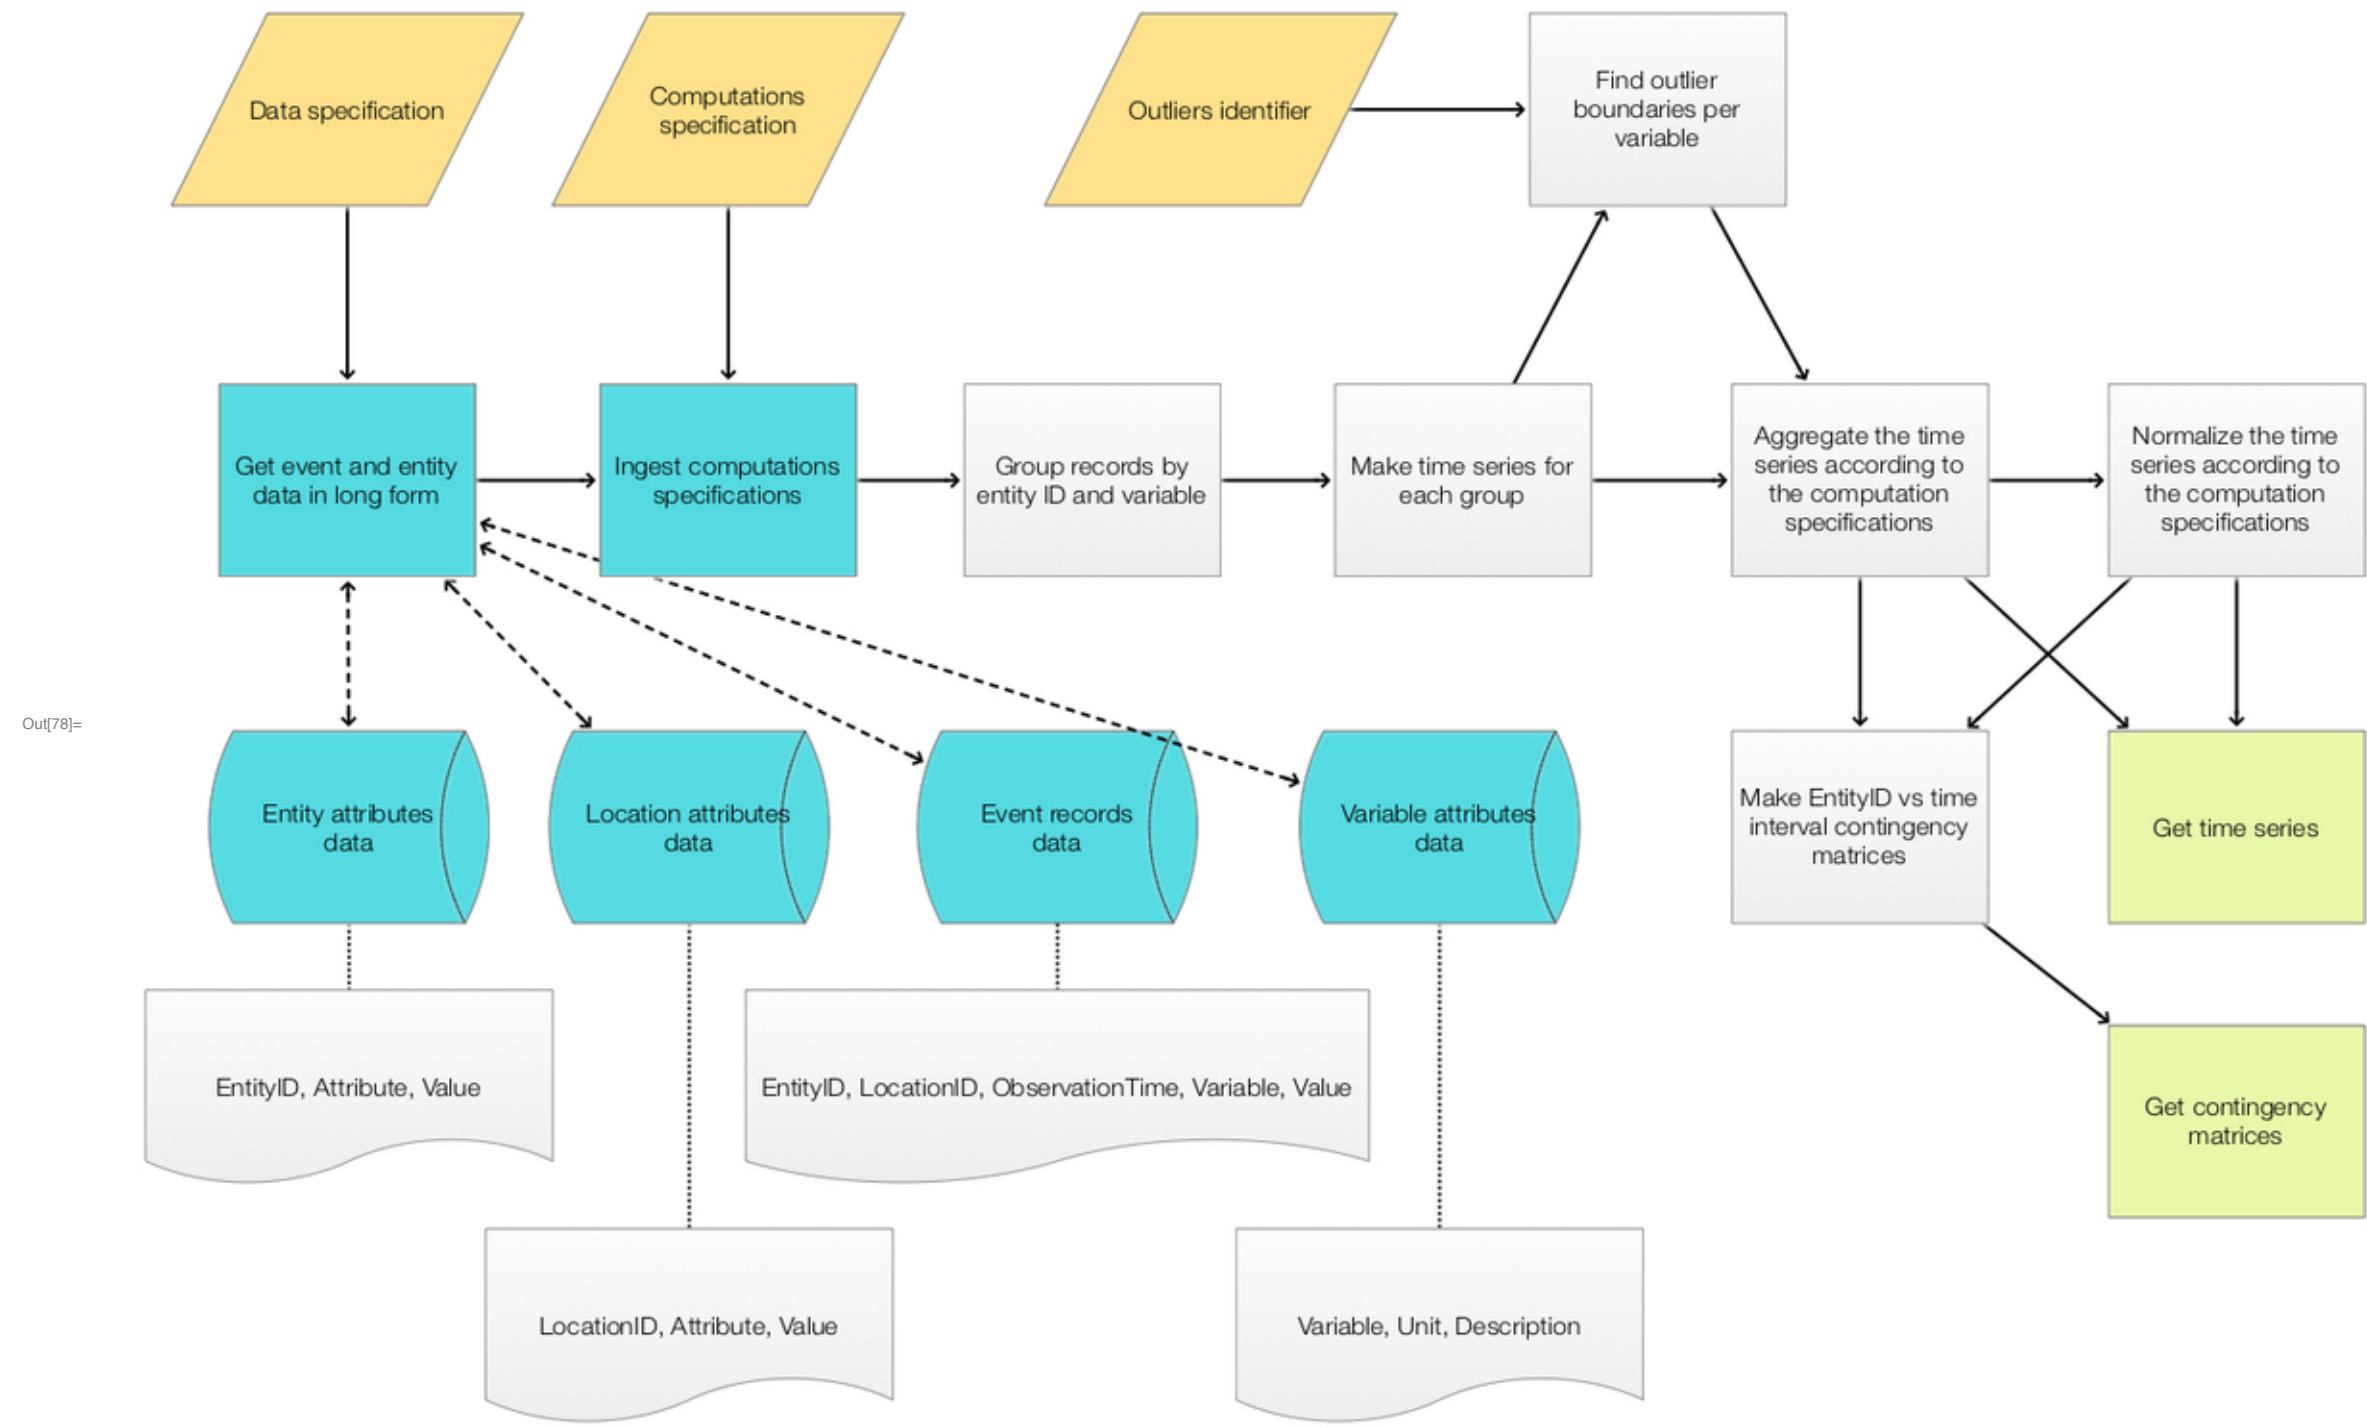 Data specification
Computations
specification
Outliers identifier
Find outlier
boundaries per
variable
Get event and entity
data in long form
Ingest computations
specifications
Group records by
entity ID and variable
Make time series for
each group
Aggregate the time
series according to
the computation
specifications
Normalize the time
series according to
the computation
specifications
Out[78]=
Entity attributes
data
Location attributes
data
Event records
data
Variable attributes
data
Make EntityID vs time
interval contingency
matrices
Get time series
EntityID, Attribute, Value
EntityID, LocationID, ObservationTime, Variable, Value
Get contingency
matrices
LocationID, Attribute, Value
Variable, Unit, Description